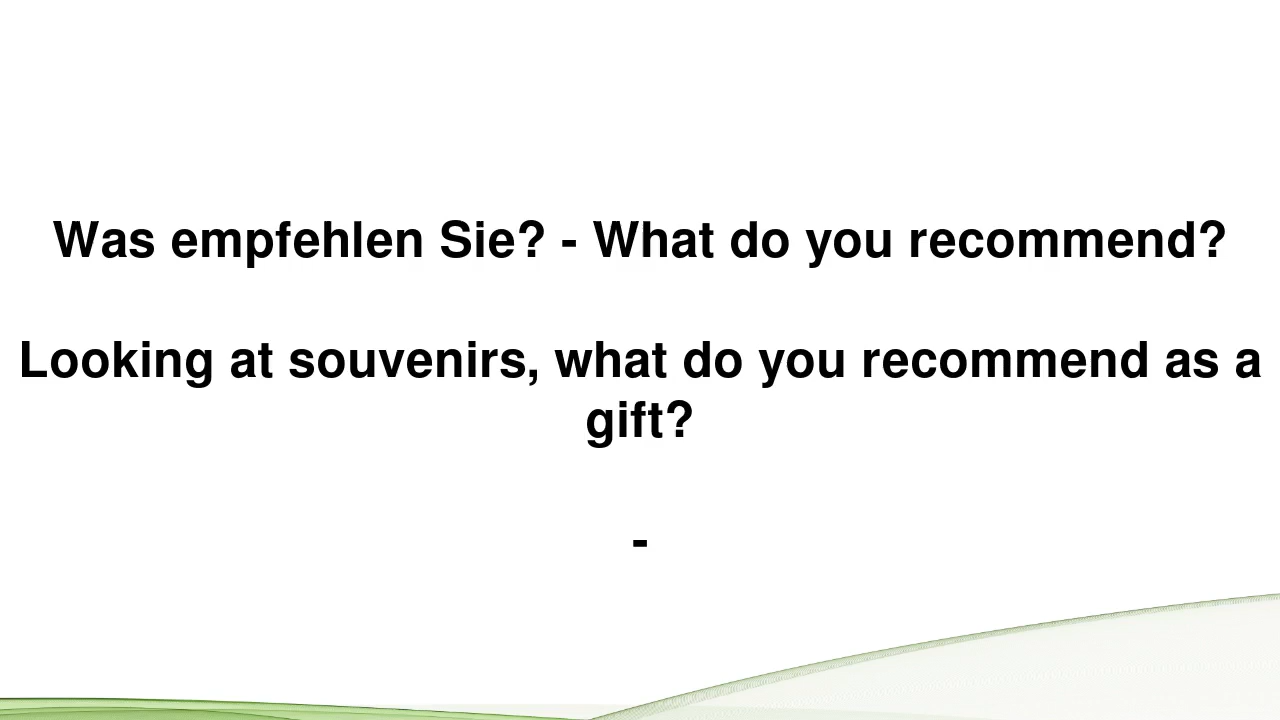 Was empfehlen Sie? - What do you recommend?
Looking at souvenirs, what do you recommend as a
gift?
-